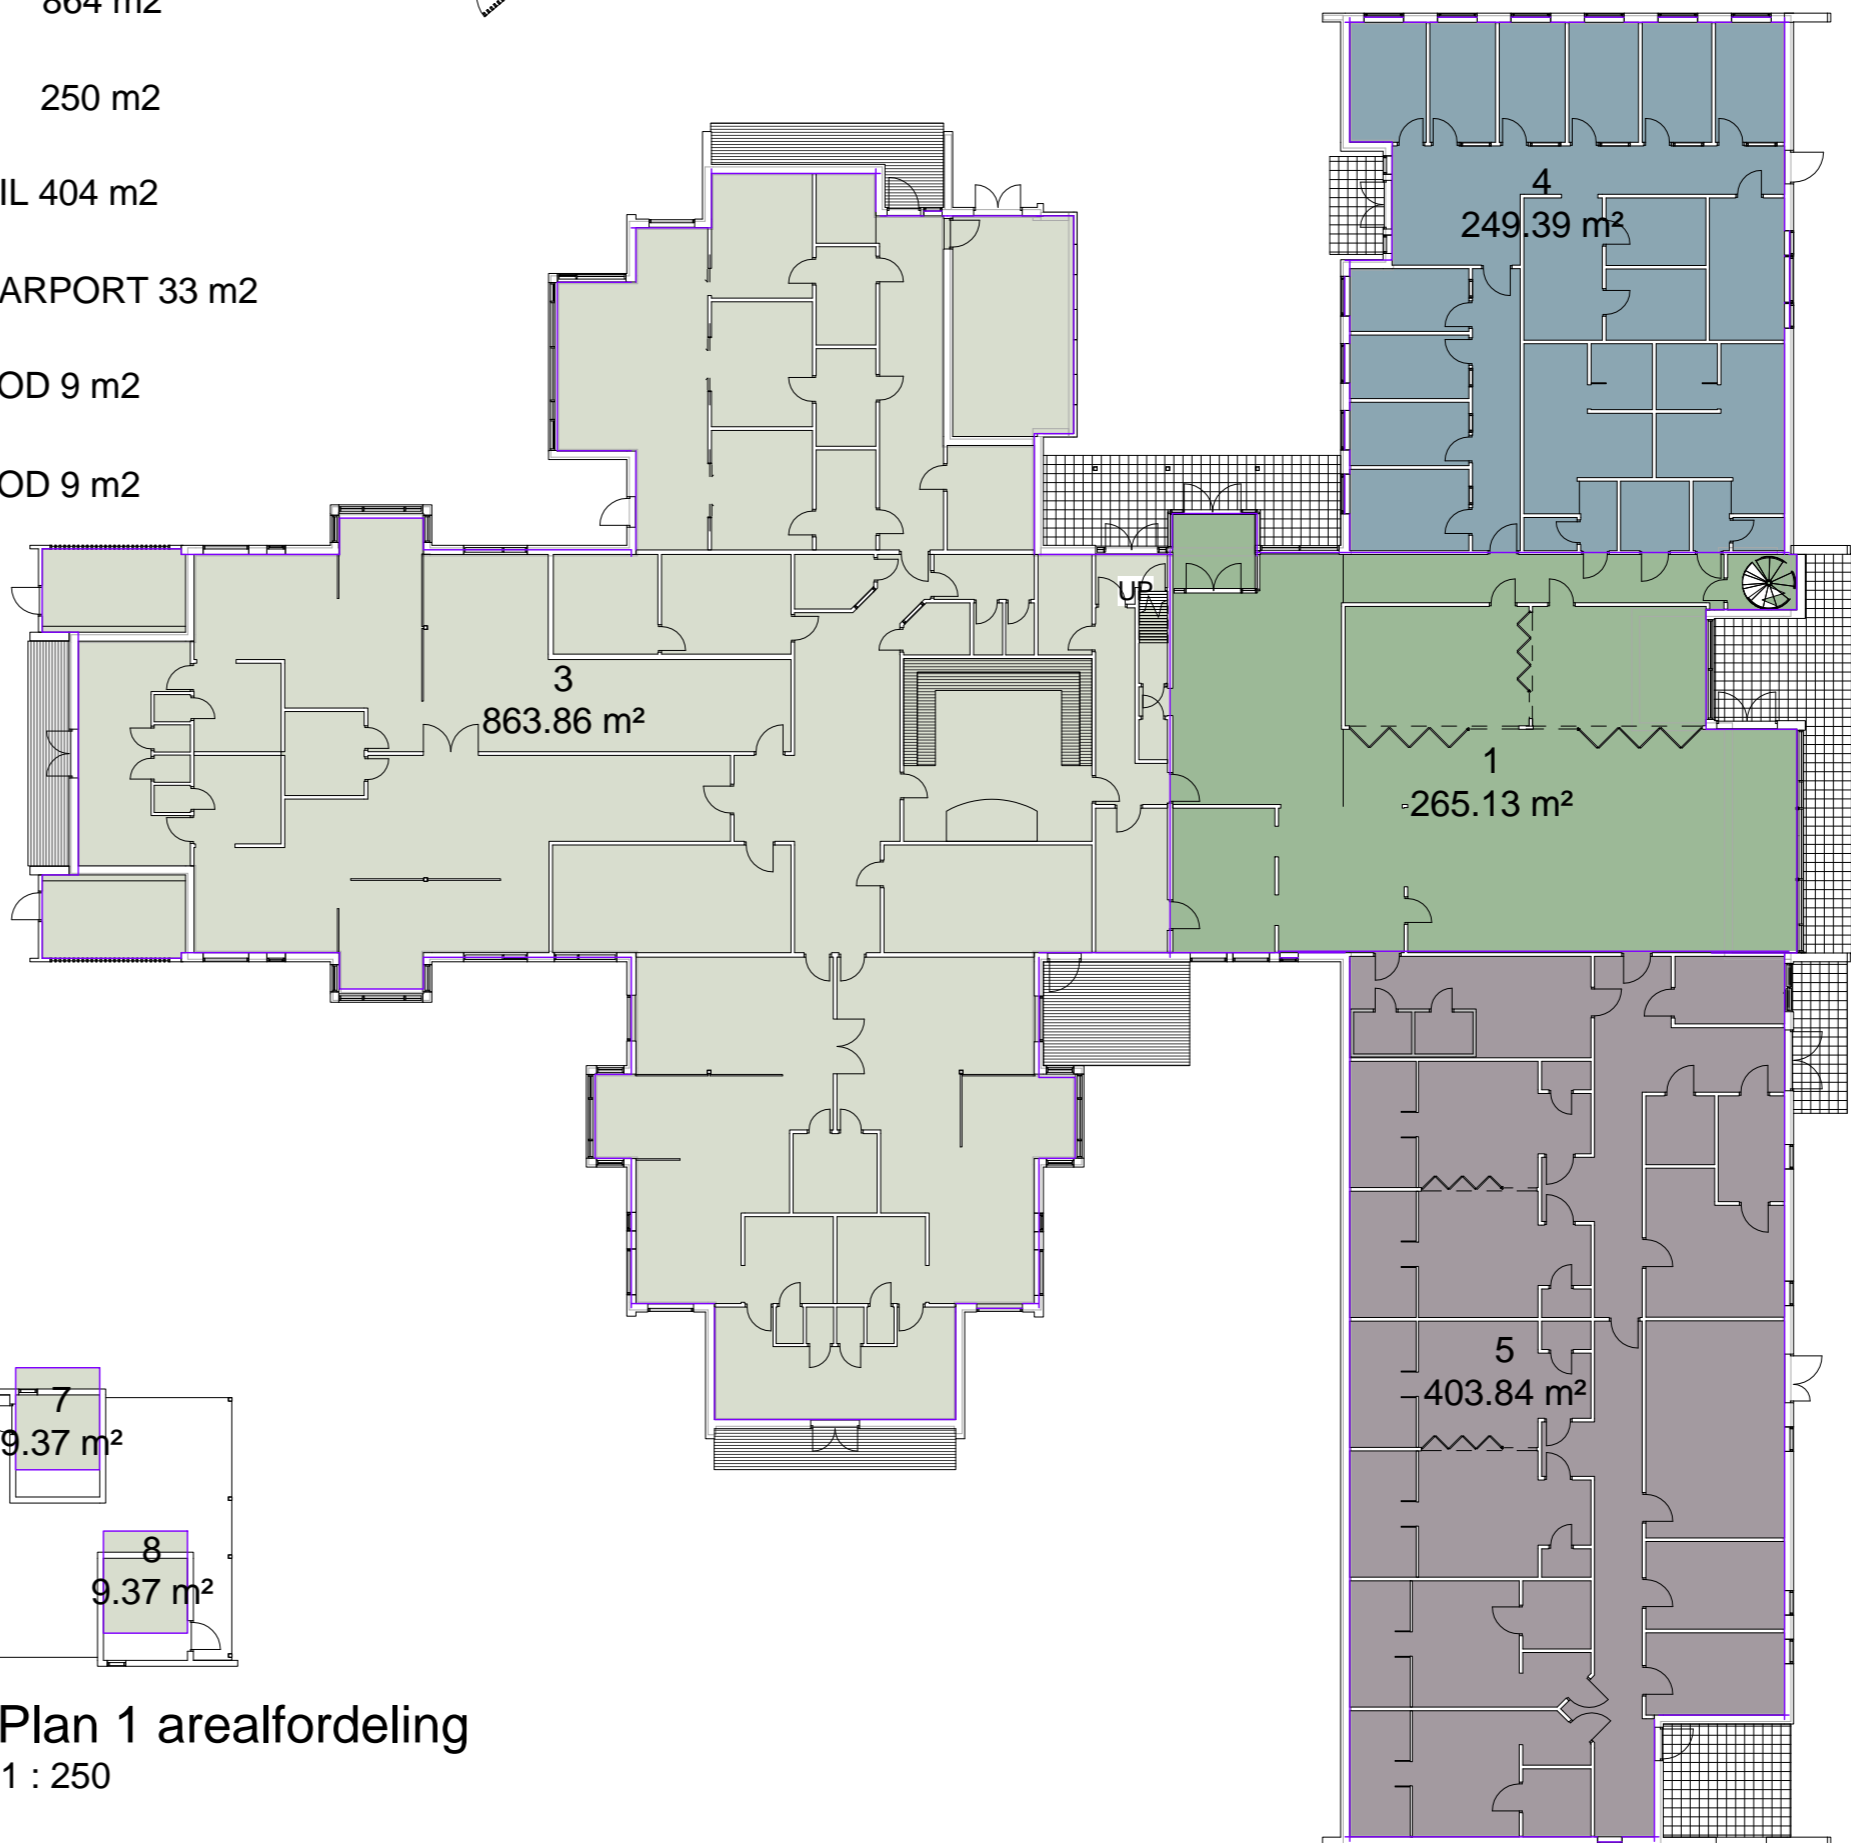 864 m2
250 m2
IL 404 m2
ARPORT 33 m2
OD 9 m2
OD 9 m2
4
249.39 m²
UP
3
863.86 m²
1
265.13 m²
5
403.84 m²
7
9.37 m²
8
9.37 m²
Plan 1 arealfordeling
1 : 250